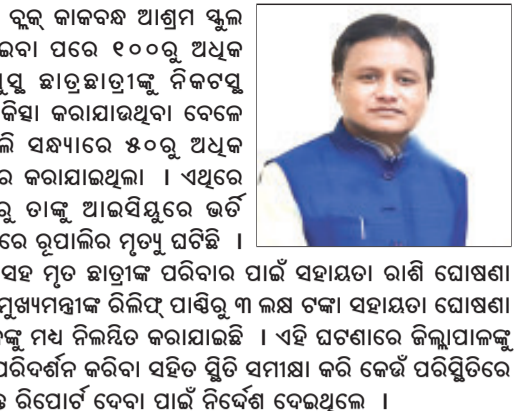 ବ୍ଲକ୍ କାକବନ୍ଧ ଆଶ୍ରମ ସ୍କୁଲ
ପରେ ୧୦୦ରୁ ଅଧିକ
ଛାତ୍ରଛାତ୍ରୀଙ୍କୁ ନିକଟସ୍ଥ
କରାଯାଉଥିବା ବେଳେ
ସନ୍ଧ୍ୟାରେ ୫୦ରୁ ଅଧିକ
କରାଯାଇଥିଲା । ଏଥିରେ
ତାଙ୍କୁ ଆଇସିୟୁରେ ଭର୍ତି
ରେ ରୂପାଲିର ମୃତ୍ୟୁ ଘଟିଛି ।
ସହ ମୃତ ଛାତ୍ରୀଙ୍କ ପରିବାର ପାଇଁ ସହାୟତା ରାଶି ଘୋଷଣା
ମୁଖ୍ୟମନ୍ତ୍ରୀଙ୍କ ରିଲିଫ୍ ପାଣ୍ଠିରୁ ୩ ଲକ୍ଷ ଟଙ୍କା ସହାୟତା ଘୋଷଣା
ଙ୍କୁ ମଧ୍ୟ ନିଲମ୍ବିତ କରାଯାଇଛି । ଏହି ଘଟଣାରେ ଜିଲ୍ଲାପାଳଙ୍କୁ
ପରିଦର୍ଶନ କରିବା ସହିତ ସ୍ଥିତି ସମୀକ୍ଷା କରି କେଉଁ ପରିସ୍ଥିତିରେ
ରିପୋର୍ଟ ଦେବା ପାଇଁ ନିର୍ଦ୍ଦେଶ ଦେଇଥିଲେ ।